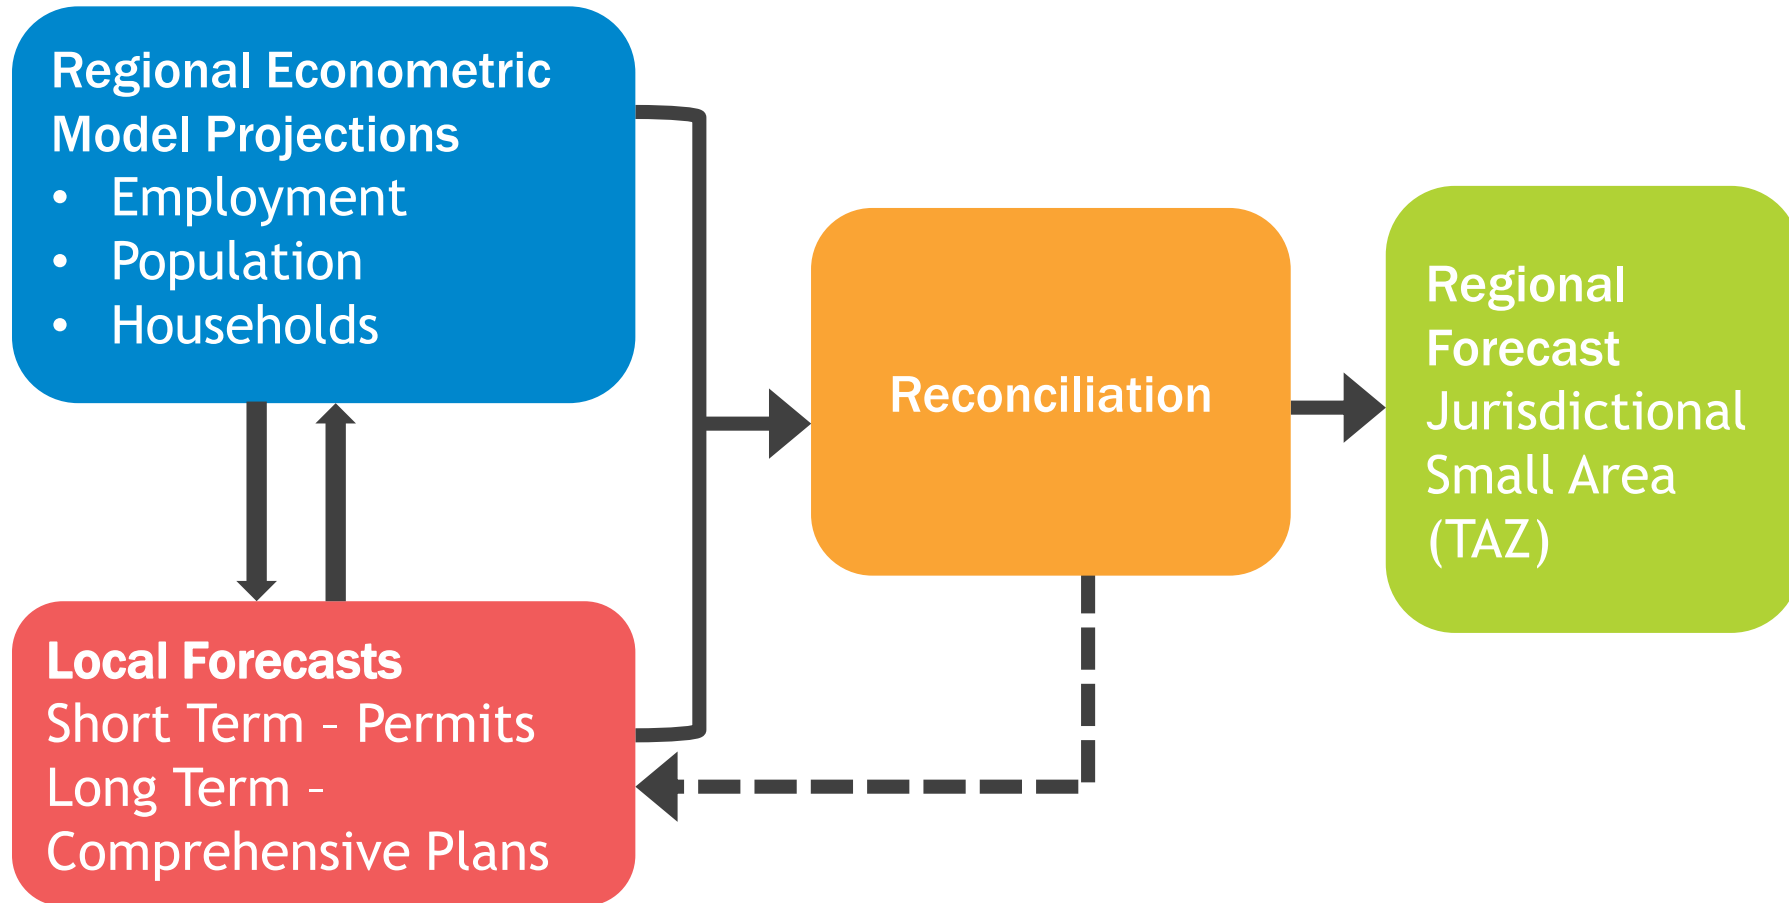 Regional Econometric
Model Projections
• Employment
• Population
• Households
Local Forecasts
Short Term – Permits
Long Term –
Comprehensive Plans
Reconciliation
Regional
Forecast
Jurisdictional
Small Area
(TAZ)